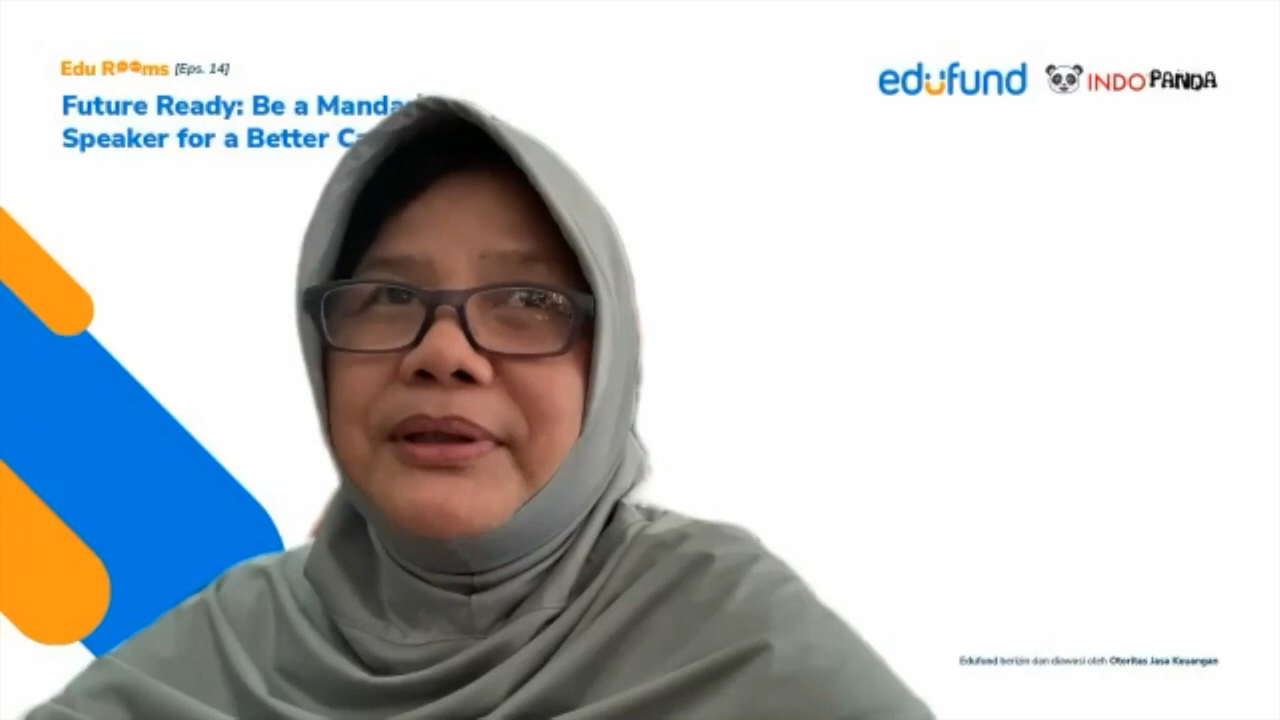 Edu Rooms [Eps. 14]
Future Ready: Be a Manda
Speaker for a Better C
edufund
INDO PANDA
Edufund berizin dan diawasi oleh Otoritas Jasa Keuangan